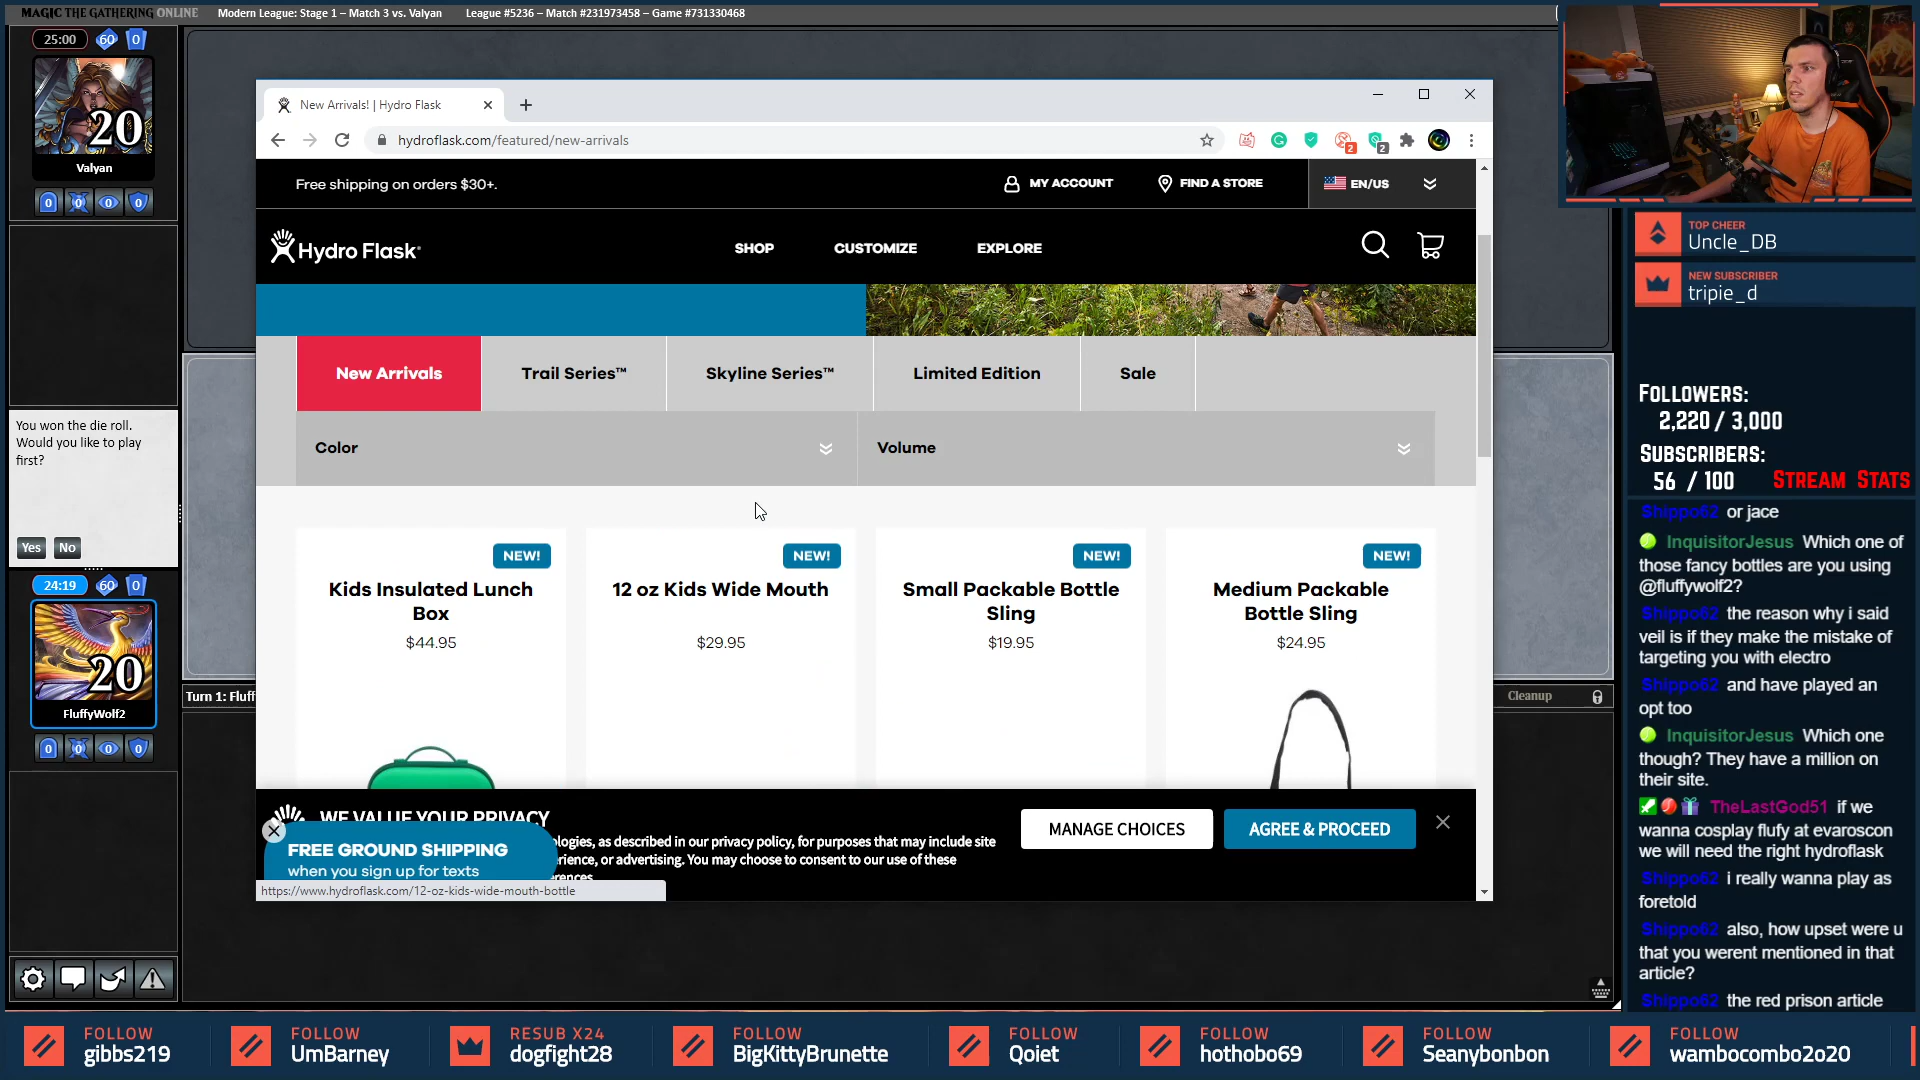 MAGIC THE GATHERING ONLINE
Modern League: Stage 1 – Match 3 vs. Valyan
League #5236 – Match #231973458 – Game #731330468
25:00
60
0
20
Valyan
0
0
0
0
You won the die roll.
Would you like to play
first?
Yes
No
24:19
60
0
20
FluffyWolf2
0
0
0
0
Turn 1: Fluff
Cleanup
New Arrivals! | Hydro Flask
hydroflask.com/featured/new-arrivals
2
2
Free shipping on orders $30+.
MY ACCOUNT
FIND A STORE
EN/US
Hydro Flask
SHOP
CUSTOMIZE
EXPLORE
New Arrivals
Trail Series™
Skyline Series™
Limited Edition
Sale
Color
Volume
NEW!
NEW!
NEW!
NEW!
Kids Insulated Lunch
Box
$44.95
12 oz Kids Wide Mouth
$29.95
Small Packable Bottle
Sling
$19.95
Medium Packable
Bottle Sling
$24.95
WE VALUE YOUR PRIVACY
ologies, as described in our privacy policy, for purposes that may include site
erience, or advertising. You may choose to consent to our use of these
erences.
MANAGE CHOICES
AGREE & PROCEED
FREE GROUND SHIPPING
when you sign up for texts
https://www.hydroflask.com/12-oz-kids-wide-mouth-bottle
TOP CHEER
Uncle_DB
NEW SUBSCRIBER
tripie_d
FOLLOWERS:
2,220 / 3,000
SUBSCRIBERS:
56 / 100
STREAM STATS
Shippo62 or jace
InquisitorJesus Which one of
those fancy bottles are you using
@fluffywolf2?
Shippo62 the reason why i said
veil is if they make the mistake of
targeting you with electro
Shippo62 and have played an
opt too
InquisitorJesus Which one
though? They have a million on
their site.
TheLastGod51 if we
wanna cosplay flufy at evaroscon
we will need the right hydroflask
Shippo62 i really wanna play as
foretold
Shippo62 also, how upset were u
that you werent mentioned in that
article?
Shippo62 the red prison article
FOLLOW
gibbs219
FOLLOW
UmBarney
RESUB X24
dogfight28
FOLLOW
BigKittyBrunette
FOLLOW
Qoiet
FOLLOW
hothobo69
FOLLOW
Seanybonbon
FOLLOW
wambocombo2o20